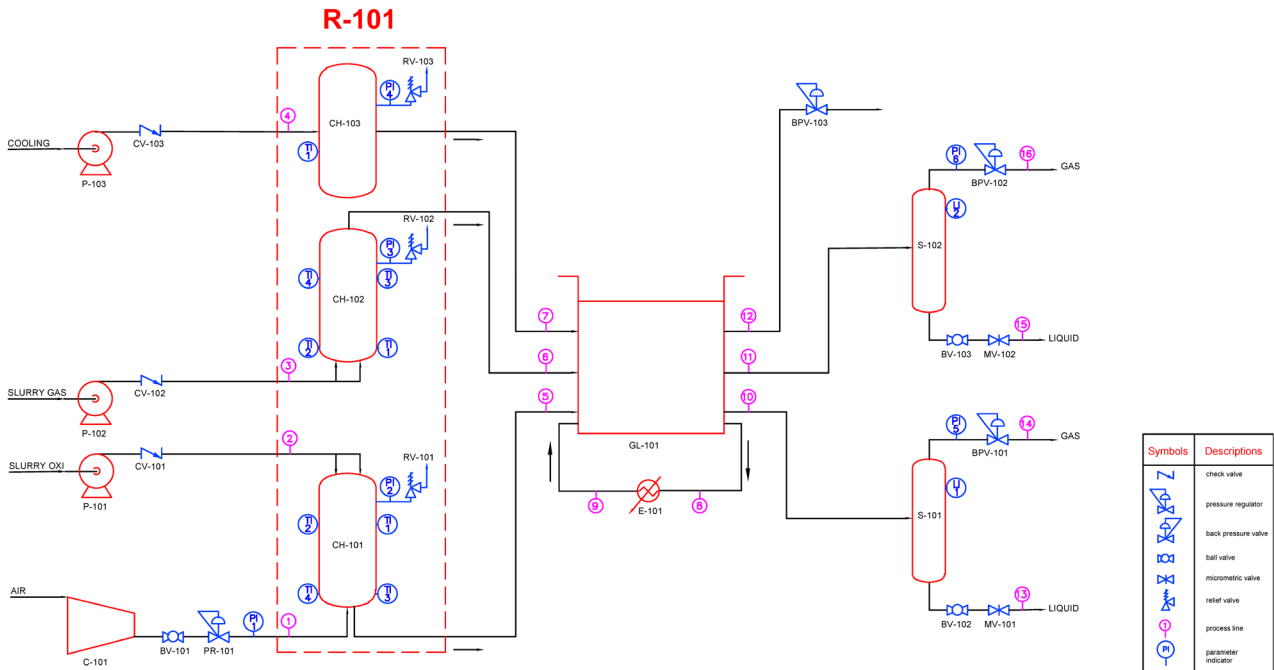 R-101
RV-103
PI
4
4
CH-103
COOLING
CV-103
TI
1
P-103
BPV-103
PI
6
16
GAS
BPV-102
RV-102
PI
3
LI
2
TI
4
TI
3
S-102
CH-102
7
12
TI
2
TI
1
6
11
15
LIQUID
BV-103
MV-102
3
SLURRY GAS
CV-102
P-102
5
10
GL-101
PI
5
14
GAS
BPV-101
2
SLURRY OXI
CV-101
RV-101
P-101
PI
2
LI
1
9
E-101
8
S-101
TI
2
TI
1
CH-101
AIR
TI
4
TI
3
13
LIQUID
BV-102
MV-101
PI
1
1
C-101
BV-101
PR-101
Symbols
Descriptions
check valve
pressure regulator
back pressure valve
ball valve
micrometric valve
relief valve
1
process line
PI
parameter
indicator